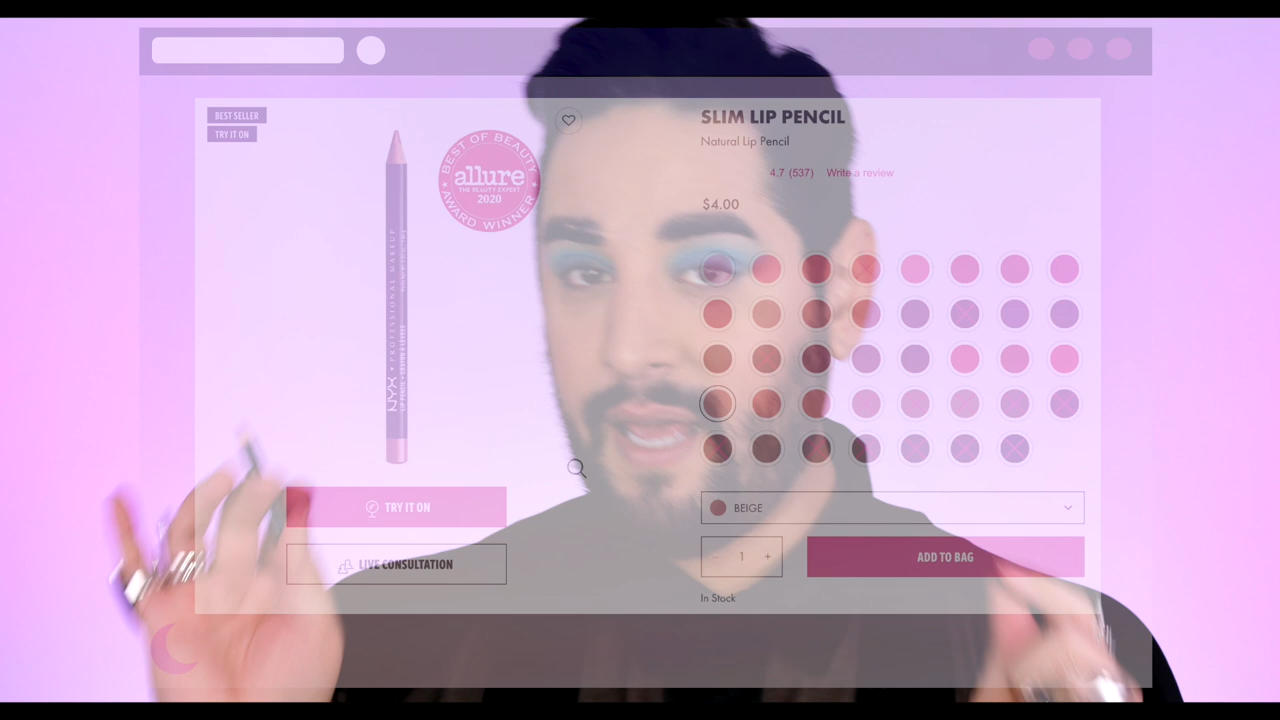 BEST SELLER
TRY IT ON
BEST OF BEAUTY
allure
THE BEAUTY EXPERT
2020
AWARD WINNER
NYX • PROFESSIONAL MAKEUP
SLIM LIP PENCIL
Natural Lip Pencil
4.7 (537) Write a review
$4.00
BEIGE
- 1 +
TRY IT ON
ADD TO BAG
LIVE CONSULTATION
In Stock